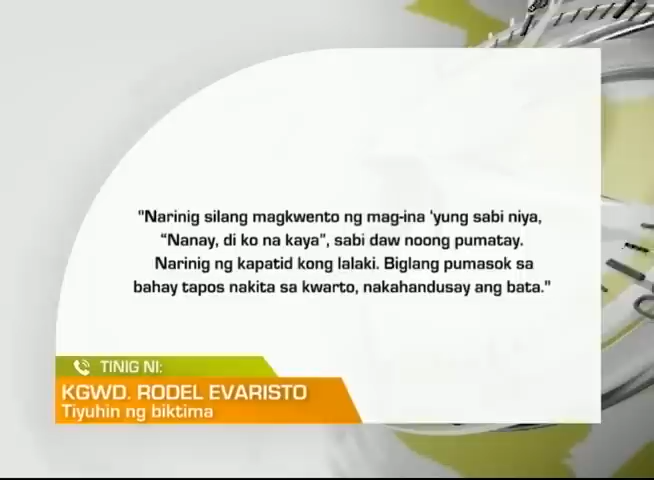 "Narinig silang magkwento ng mag-ina 'yung sabi niya,
"Nanay, di ko na kaya", sabi daw noong pumatay.
Narinig ng kapatid kong lalaki. Biglang pumasok sa
bahay tapos nakita sa kwarto, nakahandusay ang bata."
TINIG NI:
KGWD. RODEL EVARISTO
Tiyuhin ng biktima